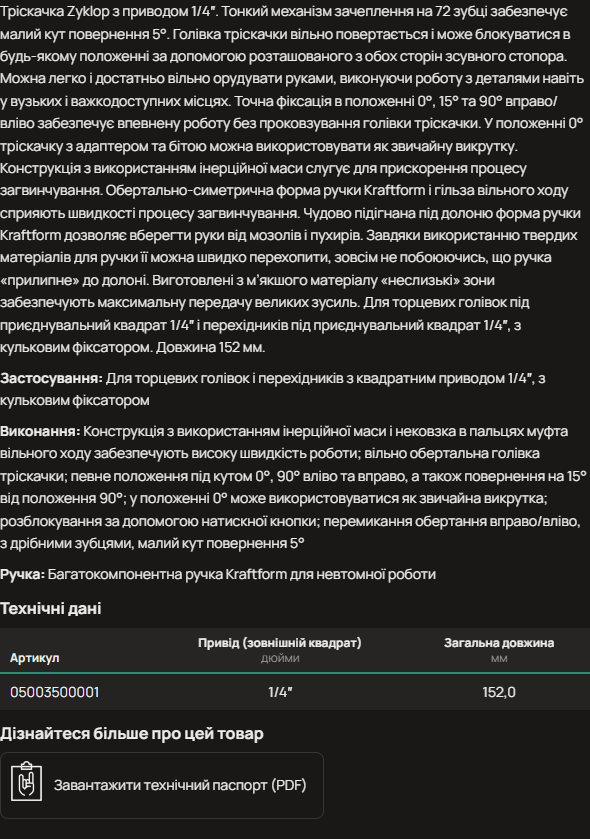 Тріскачка Zyklop з приводом 1/4″. Тонкий механізм зачеплення на 72 зубці забезпечує
малий кут повернення 5°. Голівка тріскачки вільно повертається і може блокуватися в
будь-якому положенні за допомогою розташованого з обох сторін зсувного стопора.
Можна легко і достатньо вільно орудувати руками, виконуючи роботу з деталями навіть
у вузьких і важкодоступних місцях. Точна фіксація в положенні 0°, 15° та 90° вправо/
вліво забезпечує впевнену роботу без проковзування голівки тріскачки. У положенні 0°
тріскачку з адаптером та бітою можна використовувати як звичайну викрутку.
Конструкція з використанням інерційної маси слугує для прискорення процесу
загвинчування. Обертально-симетрична форма ручки Kraftform і гільза вільного ходу
сприяють швидкості процесу загвинчування. Чудово підігнана під долоню форма ручки
Kraftform дозволяє вберегти руки від мозолів і пухирів. Завдяки використанню твердих
матеріалів для ручки її можна швидко перехопити, зовсім не побоюючись, що ручка
«прилипне» до долоні. Виготовлені з м’якшого матеріалу «неслизькі» зони
забезпечують максимальну передачу великих зусиль. Для торцевих голівок під
приєднувальний квадрат 1/4″ і перехідників під приєднувальний квадрат 1/4″, з
кульковим фіксатором. Довжина 152 мм.
Застосування: Для торцевих голівок і перехідників з квадратним приводом 1/4″, з
кульковим фіксатором
Виконання: Конструкція з використанням інерційної маси і нековзка в пальцях муфта
вільного ходу забезпечують високу швидкість роботи; вільно обертальна голівка
тріскачки; певне положення під кутом 0°, 90° вліво та вправо, а також повернення на 15°
від положення 90°; у положенні 0° може використовуватися як звичайна викрутка;
розблокування за допомогою натискної кнопки; перемикання обертання вправо/вліво,
з дрібними зубцями, малий кут повернення 5°
Ручка: Багатокомпонентна ручка Kraftform для невтомної роботи
Технічні дані
Артикул Привід (зовнішній квадрат) Загальна довжина
дюйми мм
05003500001 1/4″ 152,0
Дізнайтеся більше про цей товар
Завантажити технічний паспорт (PDF)